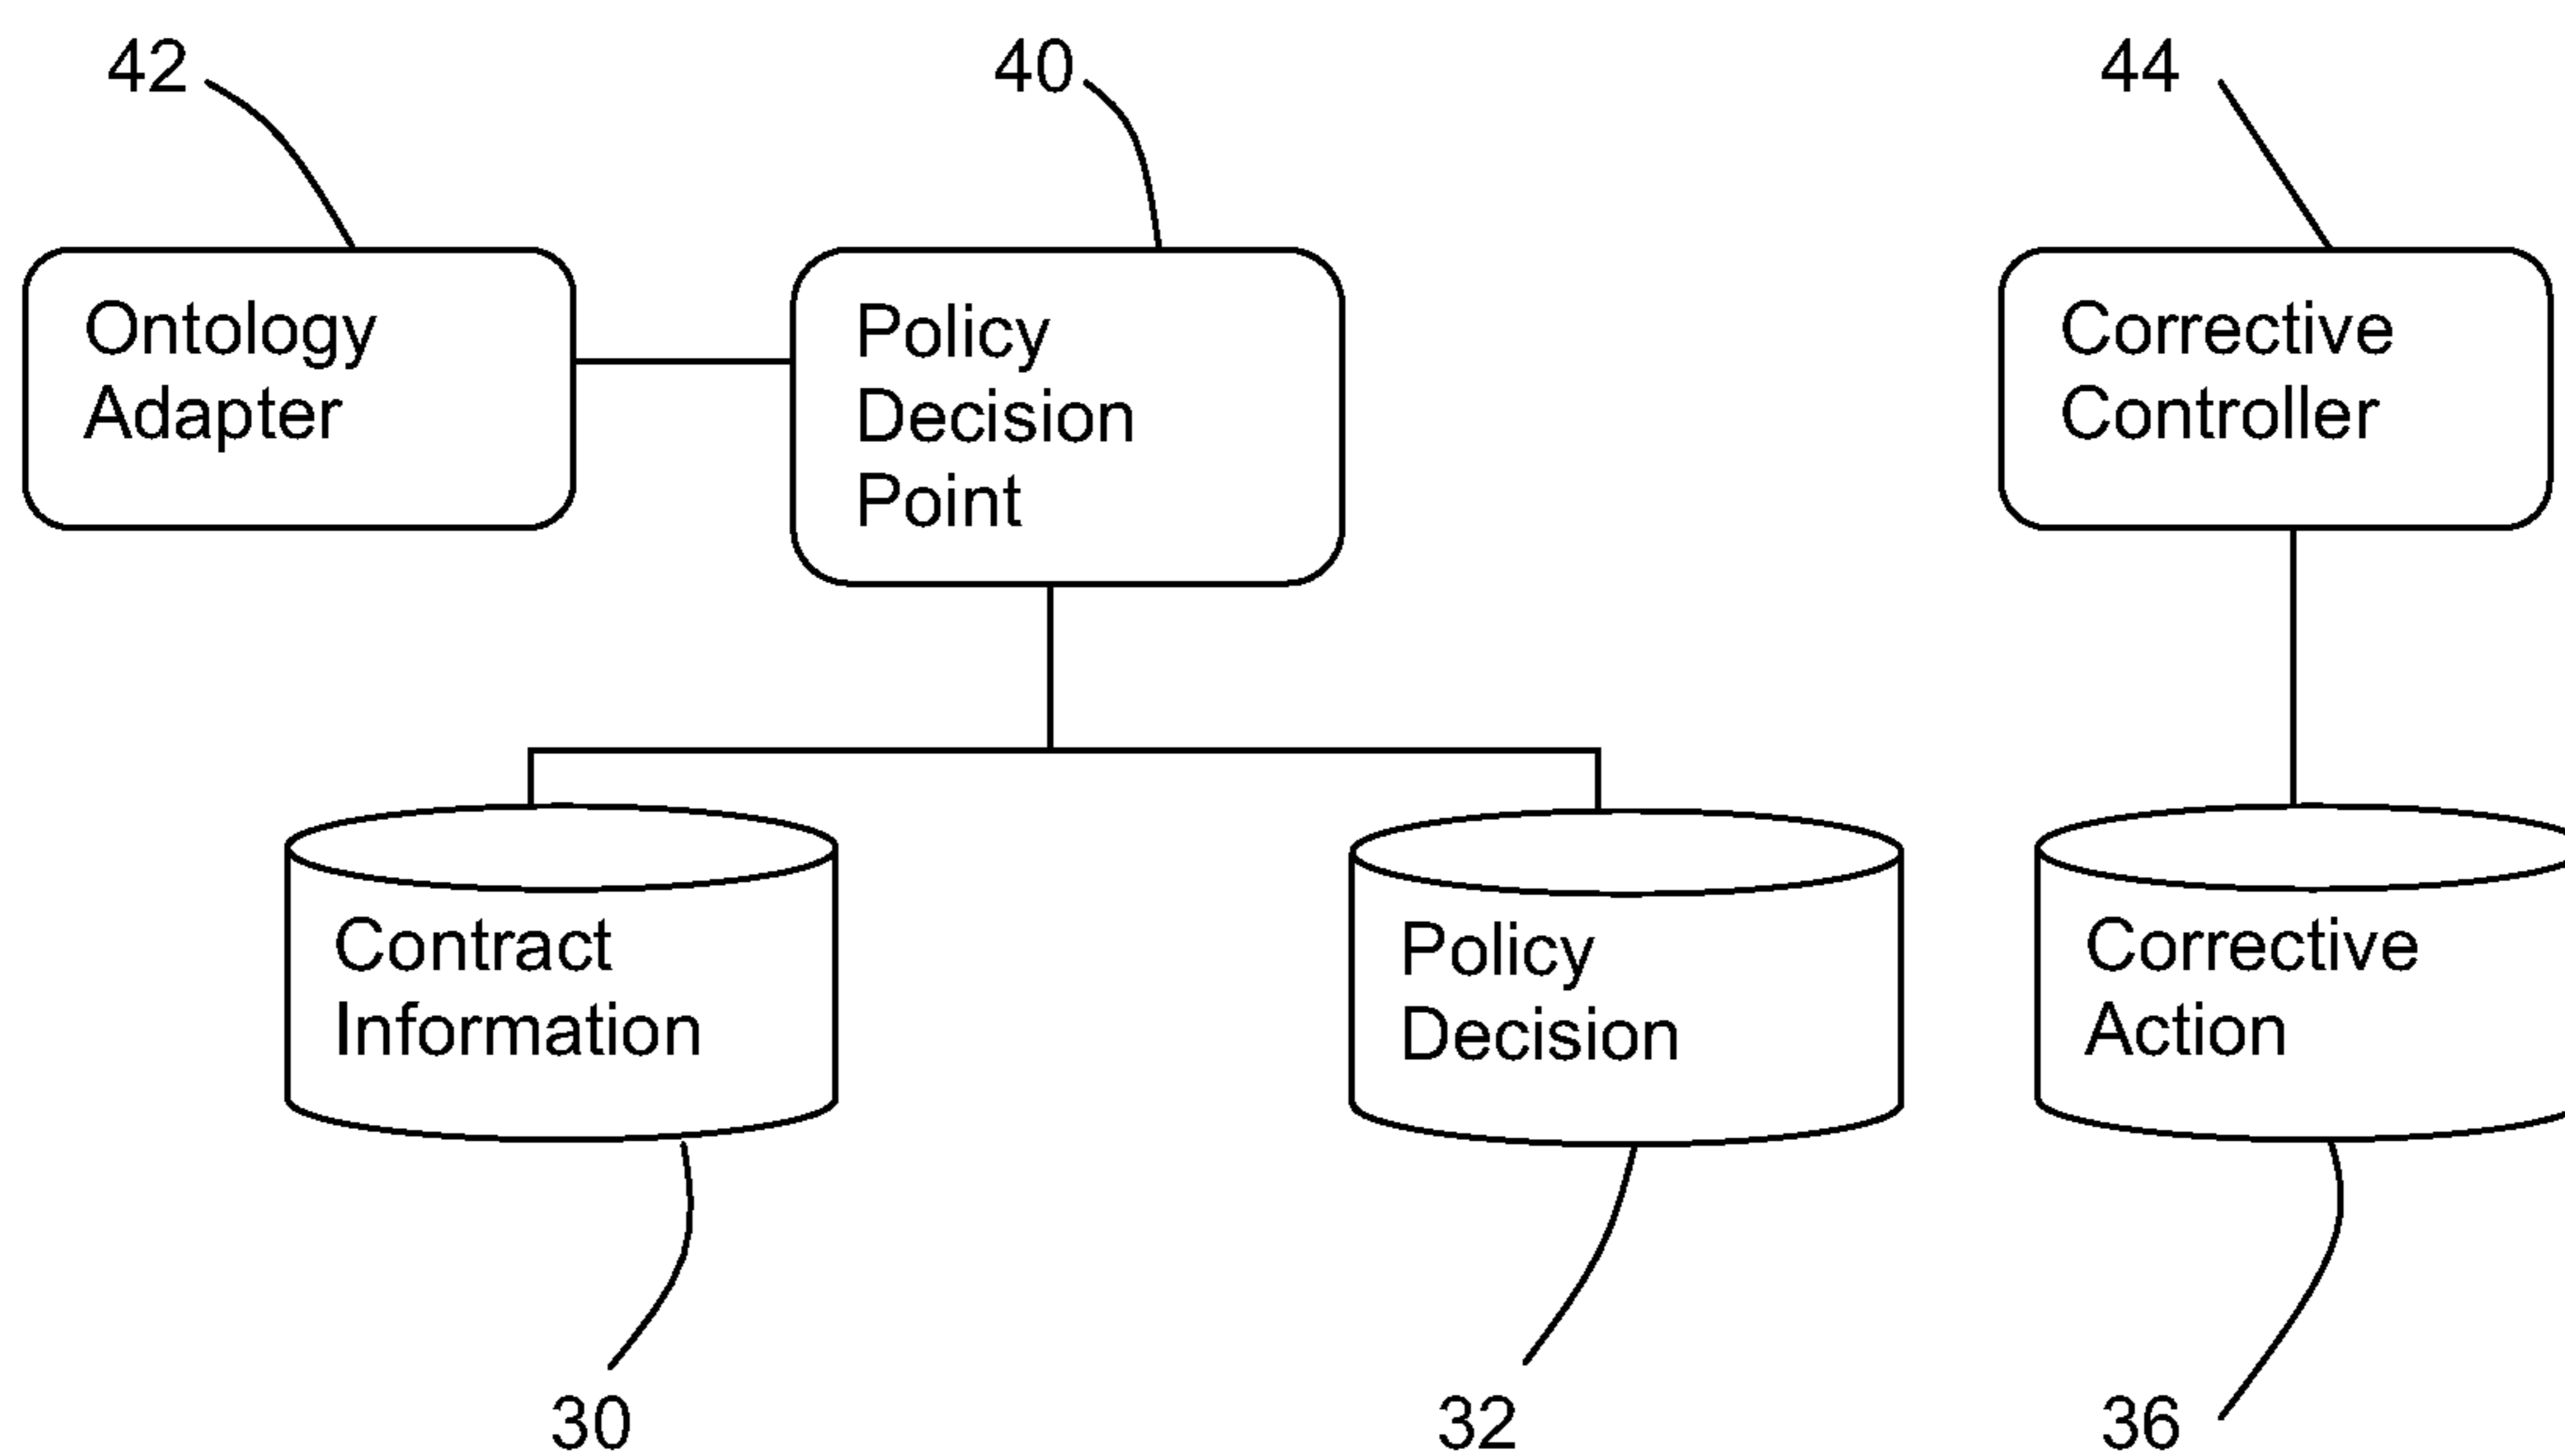 42
40
44
Ontology
Adapter
Policy
Decision
Point
Corrective
Controller
Contract
Information
Policy
Decision
Corrective
Action
30
32
36